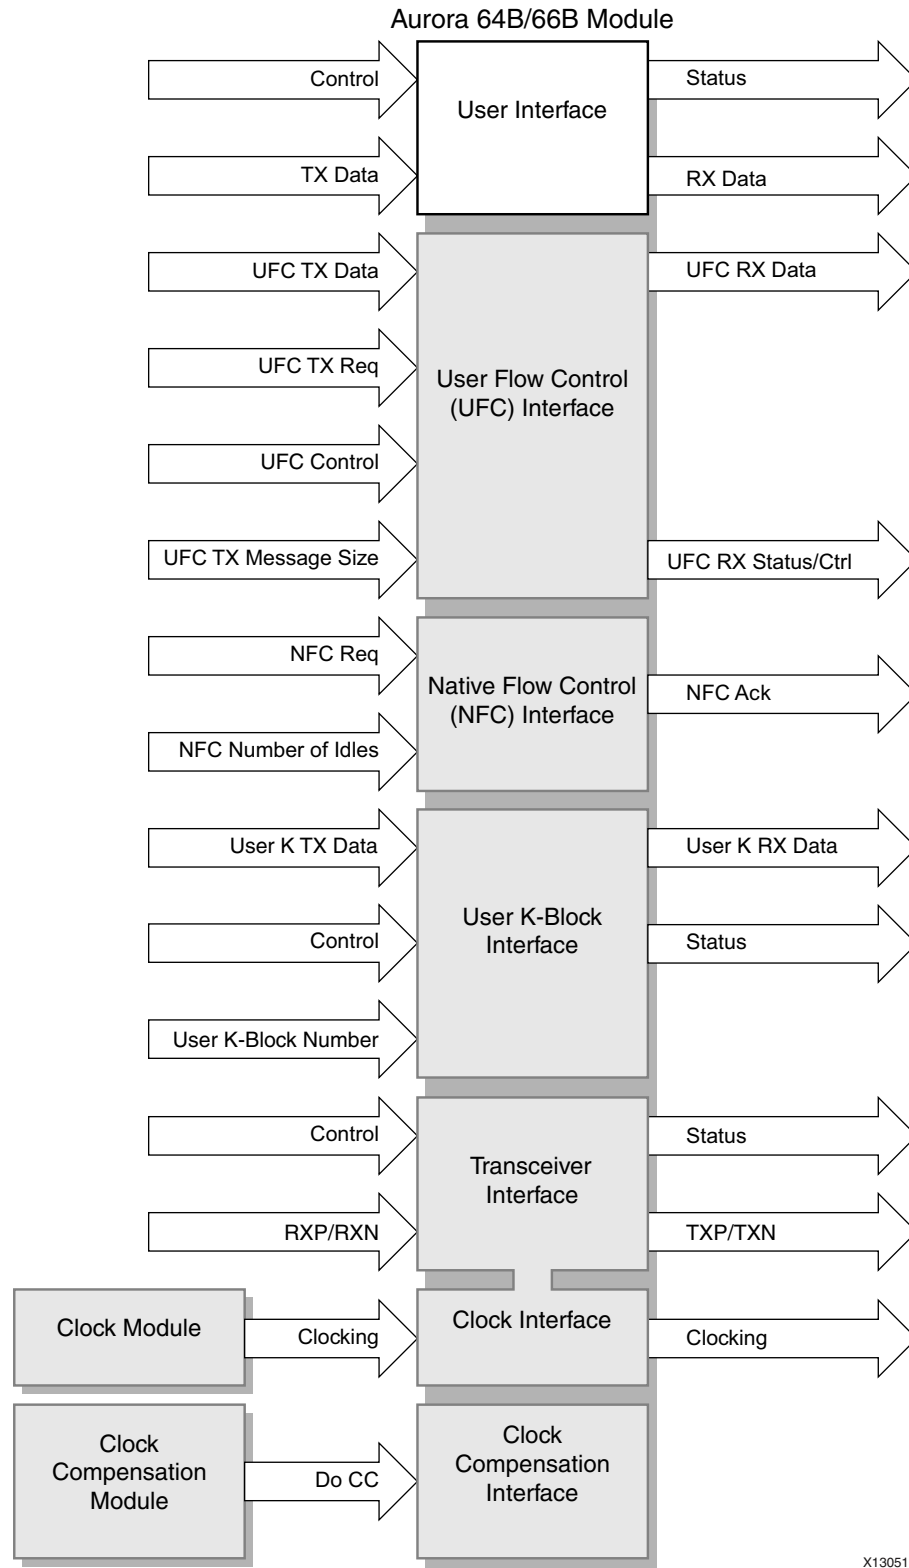 Aurora 64B/66B Module
Control
User Interface
Status
TX Data
RX Data
UFC TX Data
UFC RX Data
UFC TX Req
User Flow Control
(UFC) Interface
UFC Control
UFC TX Message Size
UFC RX Status/Ctrl
NFC Req
Native Flow Control
(NFC) Interface
NFC Ack
NFC Number of Idles
User K TX Data
User K RX Data
User K-Block
Interface
Control
Status
User K-Block Number
Control
Status
Transceiver
Interface
RXP/RXN
TXP/TXN
Clock Module
Clocking
Clock Interface
Clocking
Clock
Compensation
Module
Do CC
Clock
Compensation
Interface
X13051